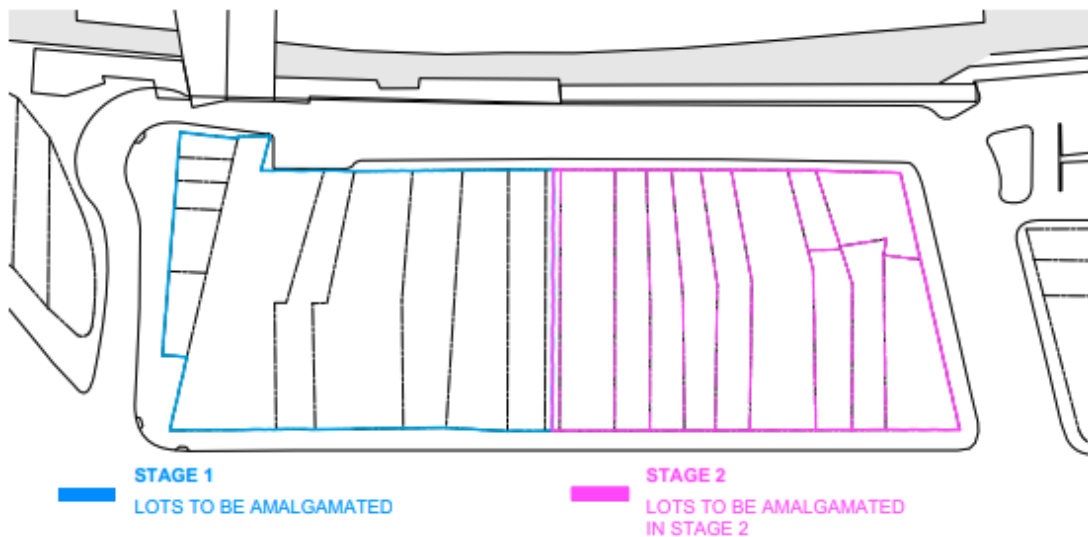 STAGE 1
LOTS TO BE AMALGAMATED
STAGE 2
LOTS TO BE AMALGAMATED
IN STAGE 2